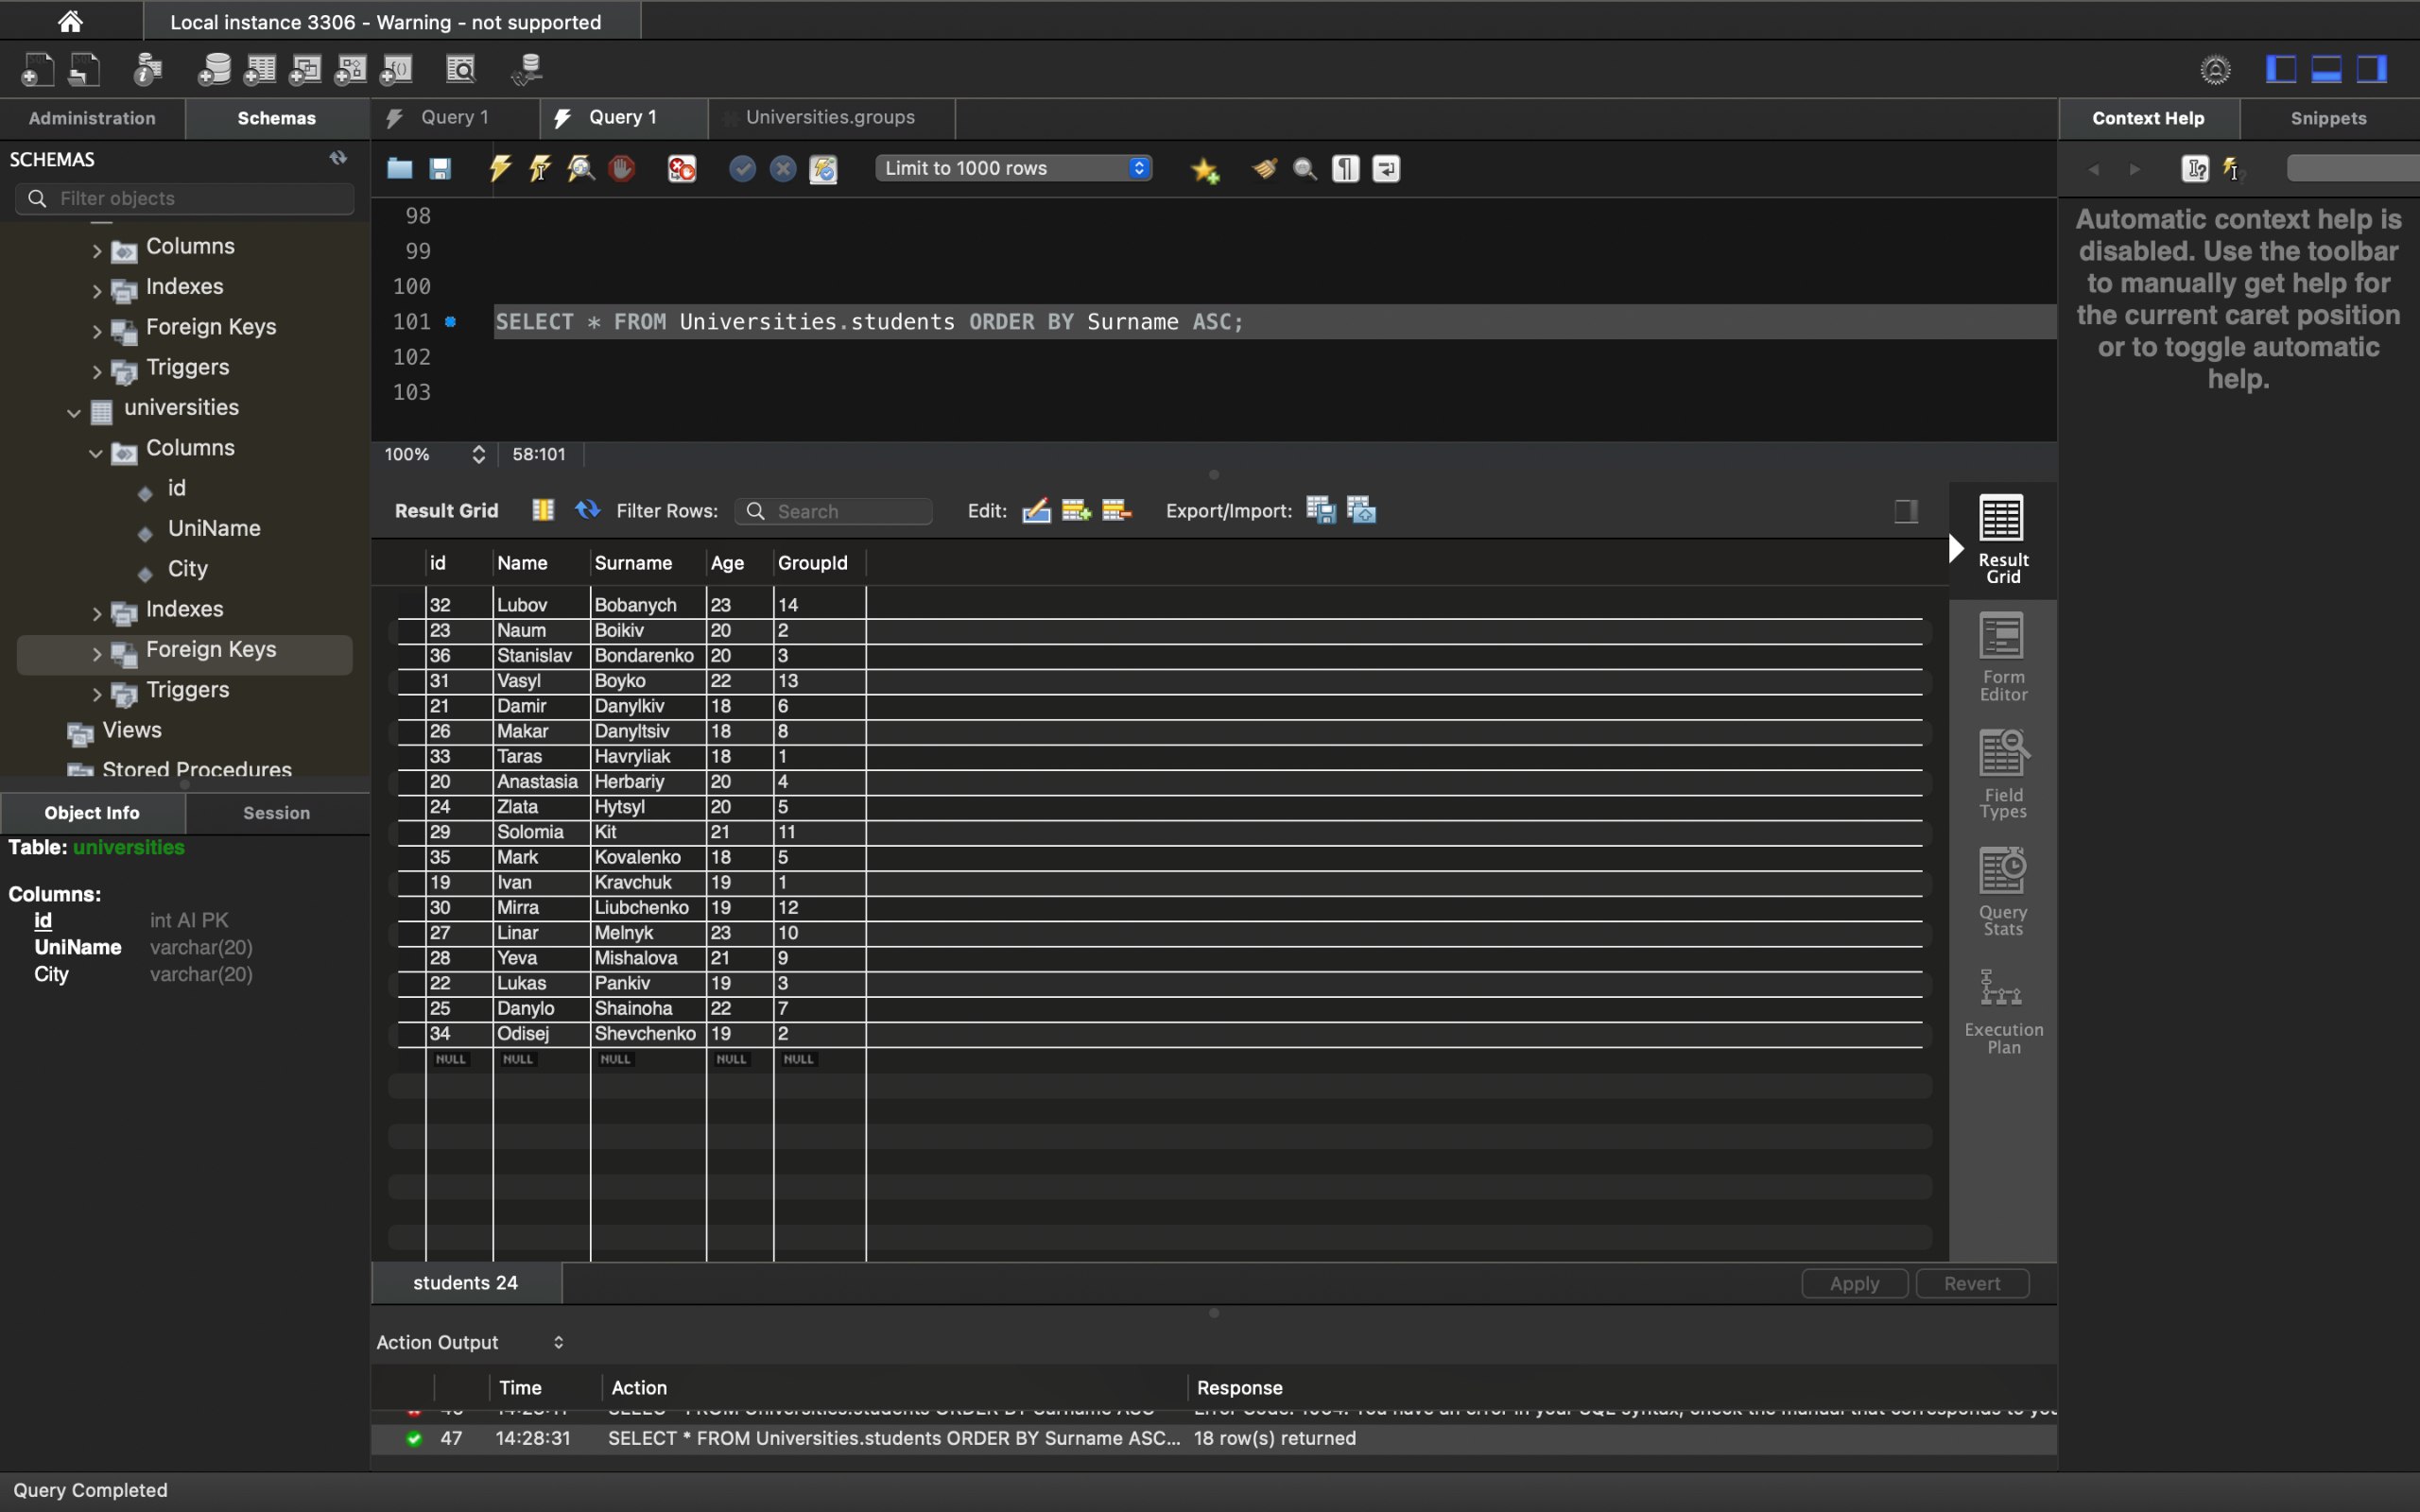 Local instance 3306 - Warning - not supported
Administration
Schemas
Query 1
Query 1
Universities.groups
Context Help
Snippets
SCHEMAS
Filter objects
Limit to 1000 rows
Columns
Indexes
Foreign Keys
Triggers
universities
Columns
id
UniName
City
Indexes
Foreign Keys
Triggers
Views
Stored Procedures
98
99
100
101 SELECT * FROM Universities.students ORDER BY Surname ASC;
102
103
100% 58:101
Automatic context help is
disabled. Use the toolbar
to manually get help for
the current caret position
or to toggle automatic
help.
Result Grid Filter Rows: Search Edit: Export/Import:
id Name Surname Age GroupId
32 Lubov Bobanych 23 14
23 Naum Boikiv 20 2
36 Stanislav Bondarenko 20 3
31 Vasyl Boyko 22 13
21 Damir Danylkiv 18 6
26 Makar Danyltsiv 18 8
33 Taras Havryliak 18 1
20 Anastasia Herbariy 20 4
24 Zlata Hytsyl 20 5
29 Solomia Kit 21 11
35 Mark Kovalenko 18 5
19 Ivan Kravchuk 19 1
30 Mirra Liubchenko 19 12
27 Linar Melnyk 23 10
28 Yeva Mishalova 21 9
22 Lukas Pankiv 19 3
25 Danylo Shainoha 22 7
34 Odisej Shevchenko 19 2
NULL NULL NULL NULL NULL
Result
Grid
Form
Editor
Field
Types
Query
Stats
Execution
Plan
Object Info
Session
Table: universities
Columns:
id int AI PK
UniName varchar(20)
City varchar(20)
students 24
Apply
Revert
Action Output
Time Action Response
47 14:28:31 SELECT * FROM Universities.students ORDER BY Surname ASC... 18 row(s) returned
Query Completed